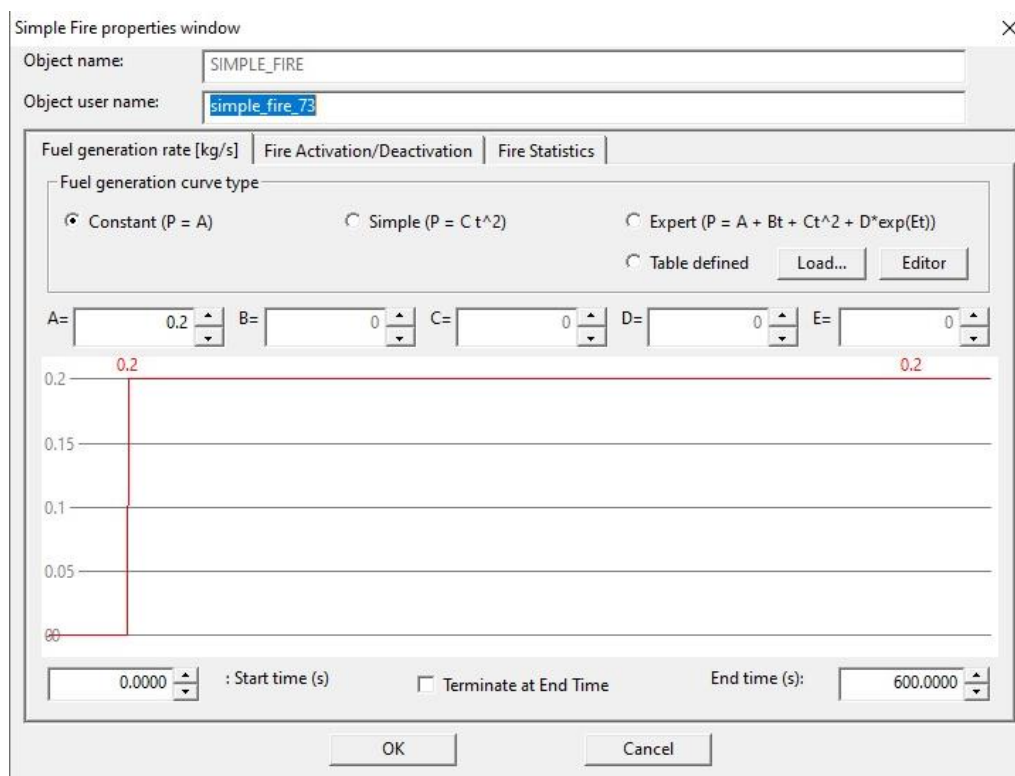 Simple Fire properties window
Object name: SIMPLE_FIRE
Object user name: simple_fire_73
Fuel generation rate [kg/s] Fire Activation/Deactivation Fire Statistics
Fuel generation curve type
Constant (P = A) Simple (P = C t^2) Expert (P = A + Bt + Ct^2 + D*exp(Et))
Table defined Load... Editor
A= 0.2 B= 0 C= 0 D= 0 E= 0
0.2 0.2
0.2
0.15
0.1
0.05
00
0.0000 : Start time (s) Terminate at End Time End time (s): 600.0000
OK Cancel